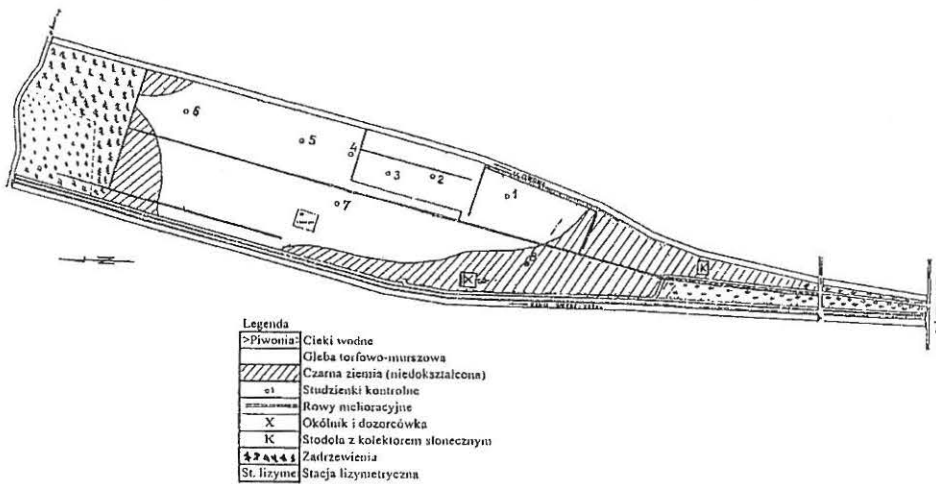 6
5
4
3
2
1
7
8
K
X
N
Legenda
>Piwonia> Cieki wodne
Gleba torfowo-murszowa
Czarna ziemia (niedokształcona)
Studzienki kontrolne
Rowy melioracyjne
X Okólnik i dozorcówka
K Stodoła z kolektorem słonecznym
Zadrzewienia
St. lizyme Stacja lizymetryczna